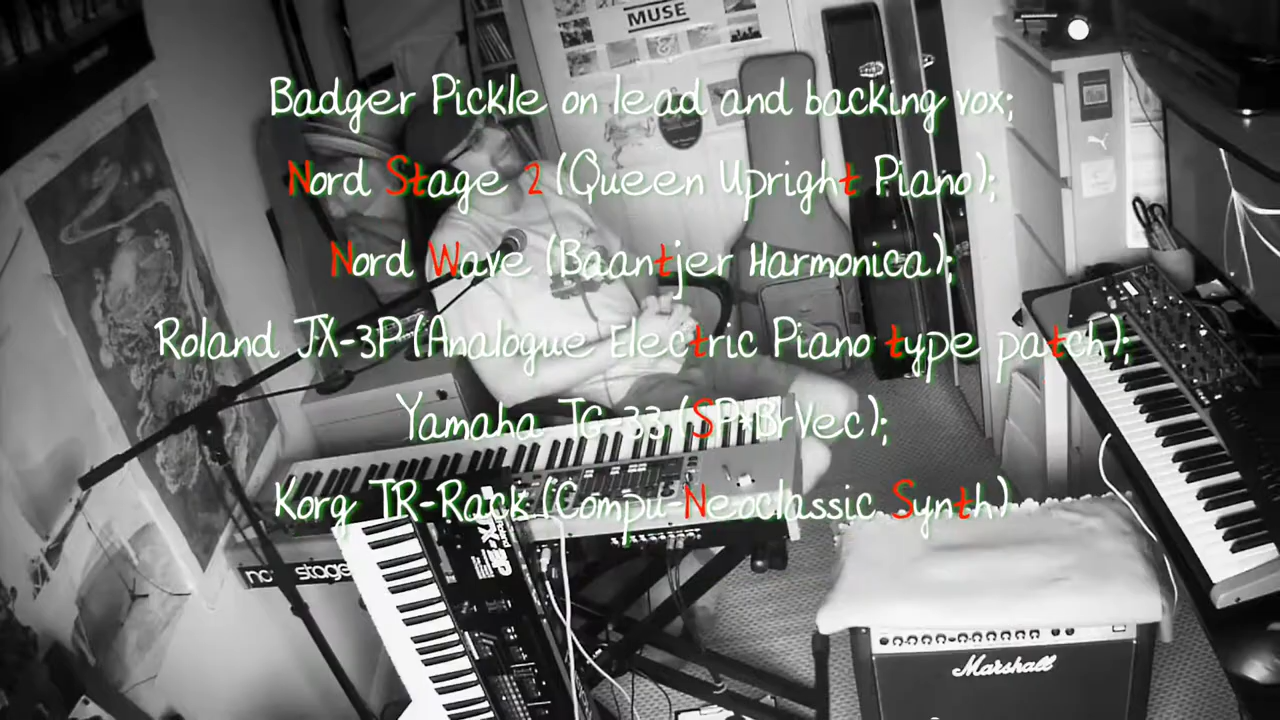 MUSE
Badger Pickle on lead and backing vox;
Nord Stage 2 (Queen Upright Piano);
Nord Wave (Baantjer Harmonica);
Roland JX-3P (Analogue Electric Piano type patch);
Yamaha TG-33 (SP*BrVec);
Korg TR-Rack (Compu-Neoclassic Synth)
nord stage
JX-3P
Marshall